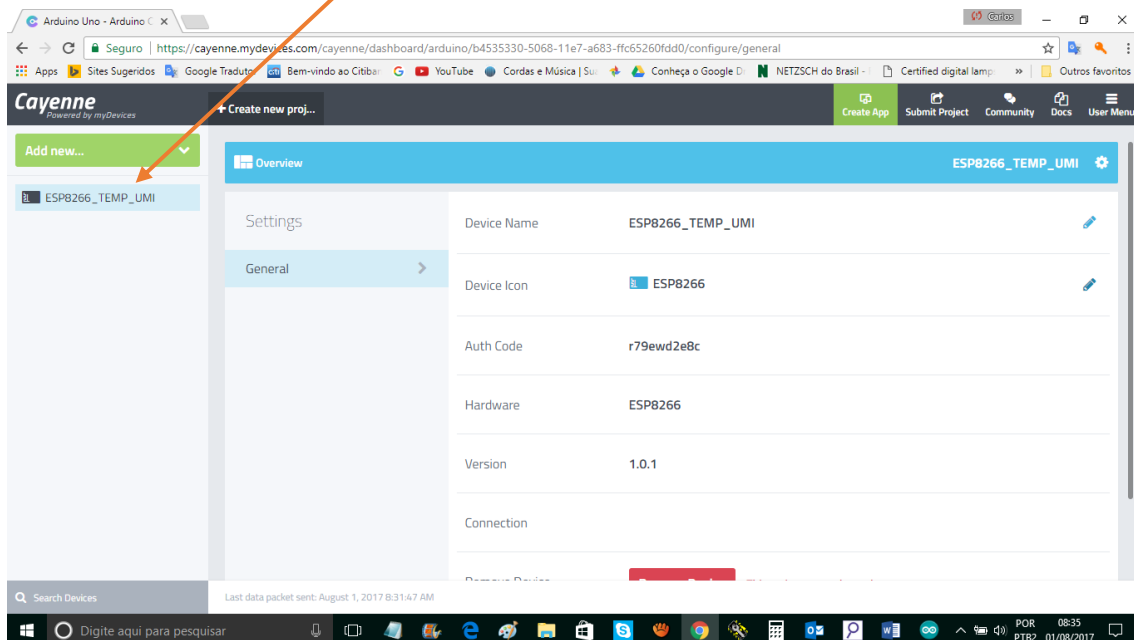 Arduino Uno - Arduino C
Carlos
Seguro | https://cayenne.mydevices.com/cayenne/dashboard/arduino/b4535330-5068-11e7-a683-ffc65260fdd0/configure/general
Apps Sites Sugeridos Google Tradutor Bem-vindo ao Citiban YouTube Cordas e Música | Su Conheça o Google D NETZSCH do Brasil - Certified digital lamp » Outros favoritos
Cayenne
Powered by myDevices
+ Create new proj...
Create App
Submit Project
Community
Docs
User Menu
Add new...
Overview
ESP8266_TEMP_UMI
ESP8266_TEMP_UMI
Settings
General
Device Name ESP8266_TEMP_UMI
Device Icon ESP8266
Auth Code r79ewd2e8c
Hardware ESP8266
Version 1.0.1
Connection
Search Devices
Last data packet sent: August 1, 2017 8:31:47 AM
Digite aqui para pesquisar
POR 08:35
PTB2 01/08/2017